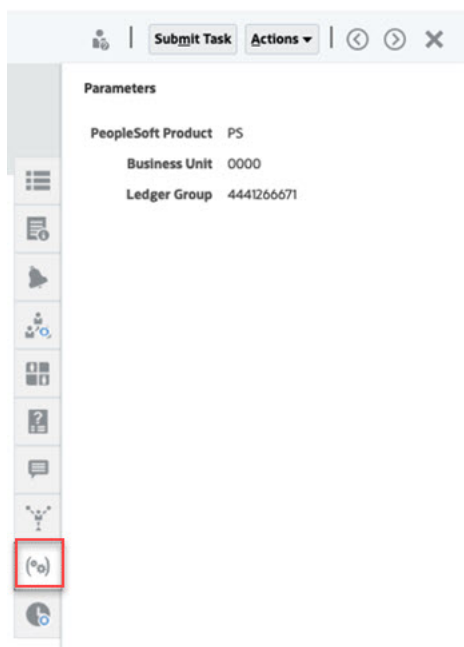 Submit Task Actions
Parameters
PeopleSoft Product PS
Business Unit 0000
Ledger Group 4441266671